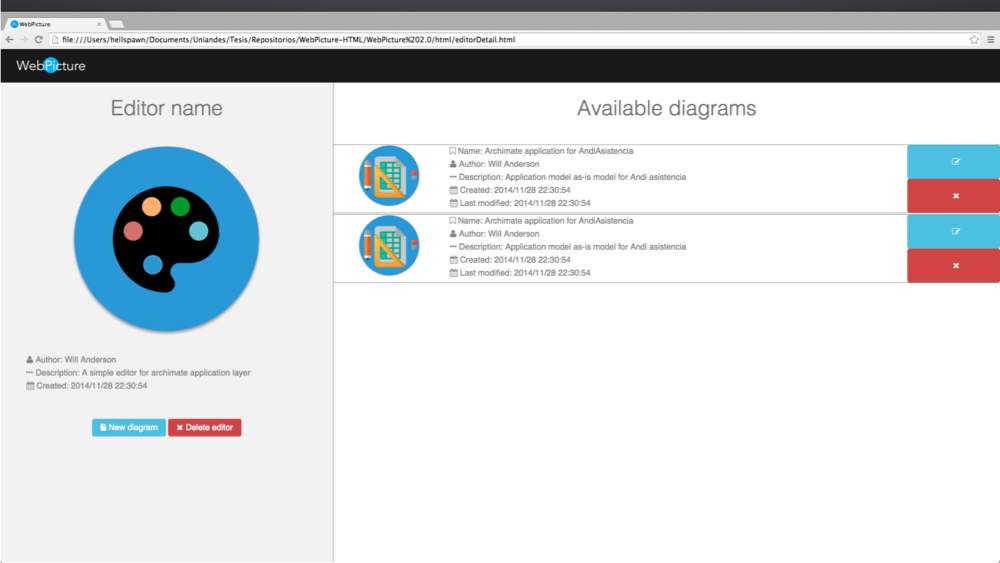 WebPicture
file:///Users/hellspawn/Documents/Uniandes/Tesis/Repositorios/WebPicture-HTML/WebPicture%202.0/html/editorDetail.html
WebPicture
Editor name
Author: Will Anderson
Description: A simple editor for archimate application layer
Created: 2014/11/28 22:30:54
New diagram
Delete editor
Available diagrams
Name: Archimate application for AndiAsistencia
Author: Will Anderson
Description: Application model as-is model for Andi asistencia
Created: 2014/11/28 22:30:54
Last modified: 2014/11/28 22:30:54
Name: Archimate application for AndiAsistencia
Author: Will Anderson
Description: Application model as-is model for Andi asistencia
Created: 2014/11/28 22:30:54
Last modified: 2014/11/28 22:30:54